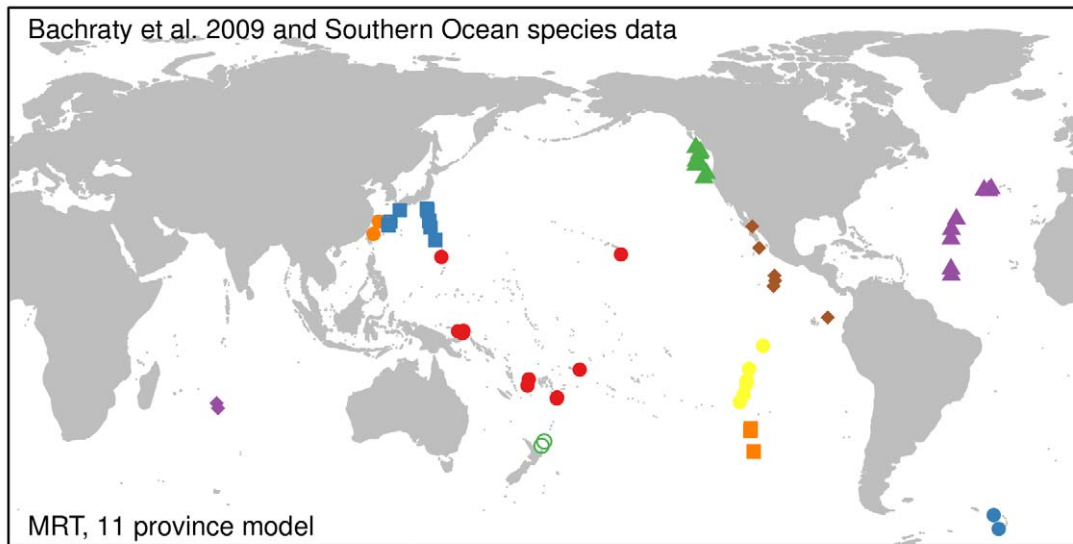 Bachraty et al. 2009 and Southern Ocean species data
MRT, 11 province model